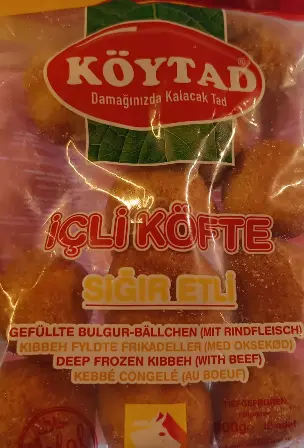 KÖYTAD
Damağınızda Kalacak Tad
İÇLİ KÖFTE
SIĞIR ETLİ
GEFÜLLTE BULGUR-BÄLLCHEN (MIT RINDFLEISCH)
KIBBEH FYLDTE FRIKADELLER (MED OKSEKØD)
DEEP FROZEN KIBBEH (WITH BEEF)
KEBBÉ CONGELÉ (AU BOEUF)
TIEFGEFROREN